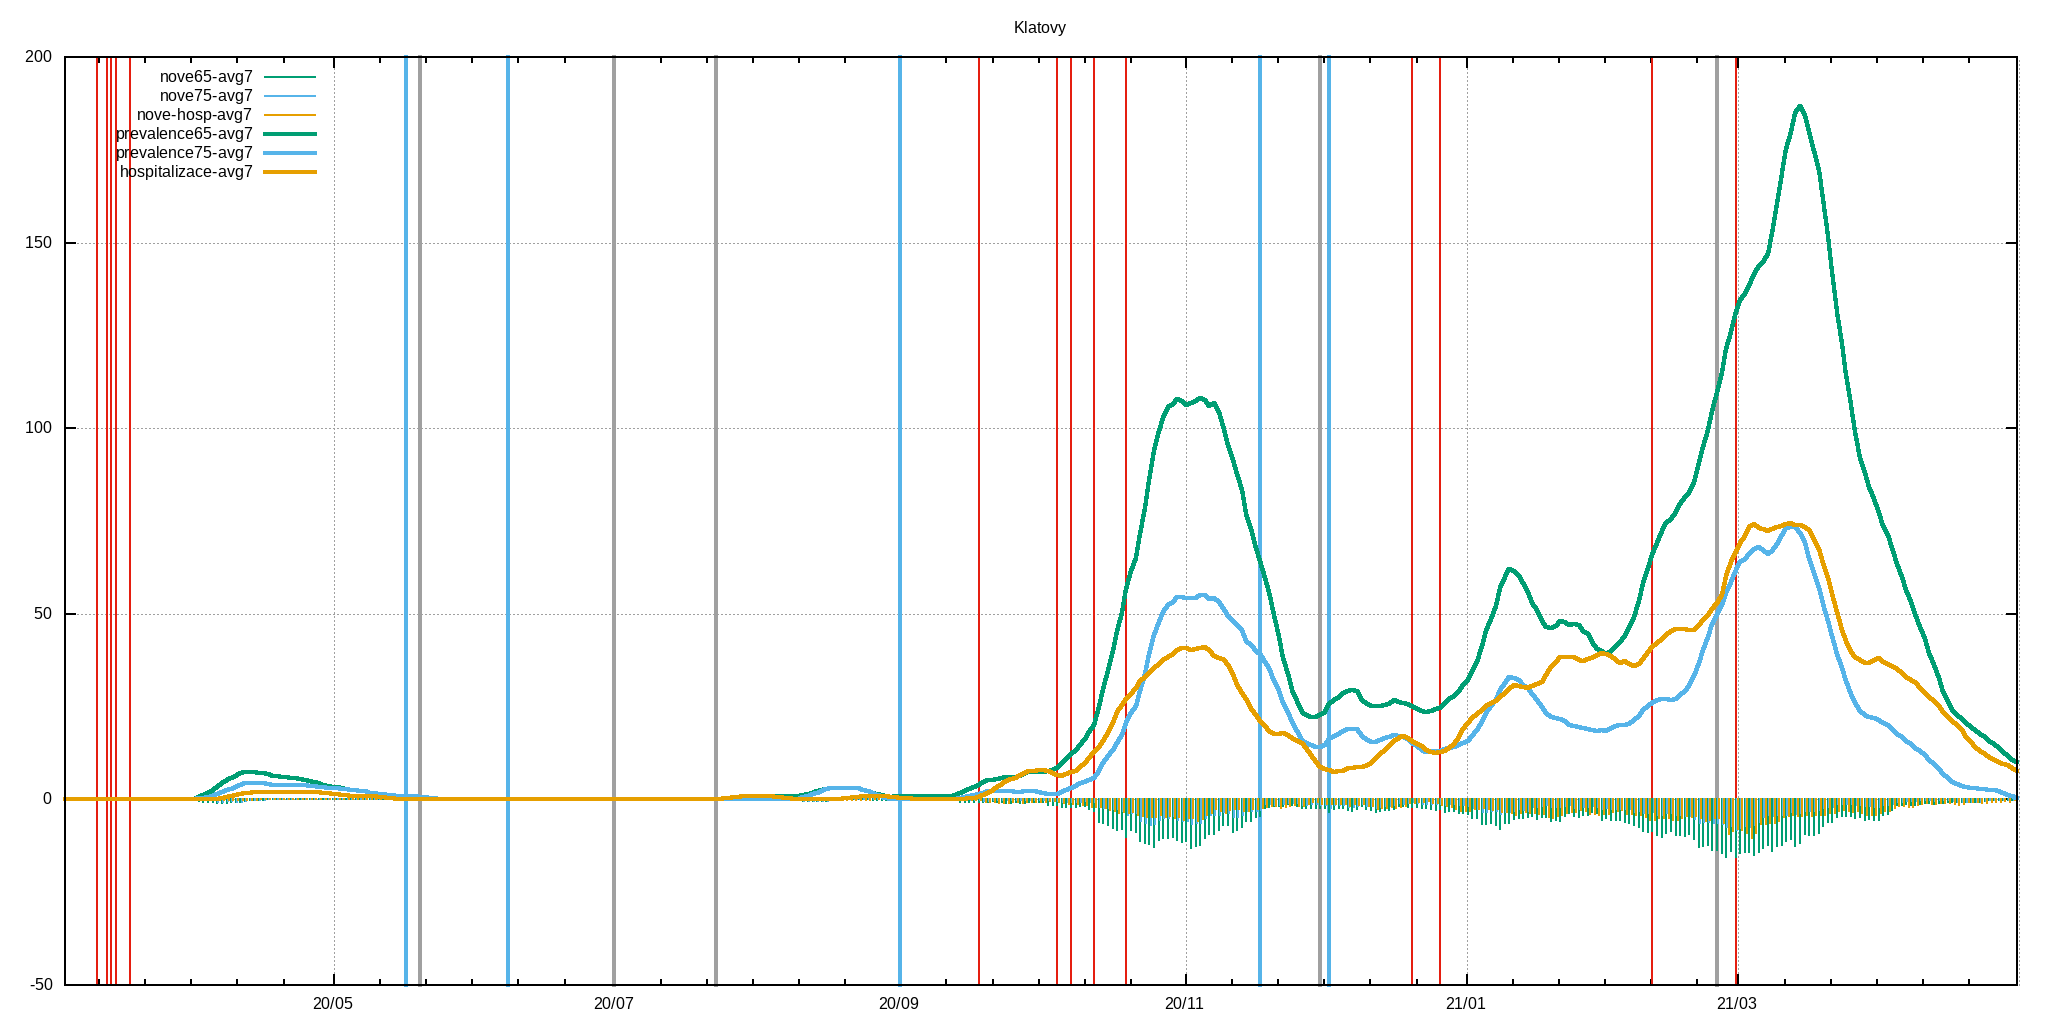 Klatovy
200
nove65-avg7
nove75-avg7
nove-hosp-avg7
prevalence65-avg7
prevalence75-avg7
hospitalizace-avg7
150
100
50
0
-50
20/05
20/07
20/09
20/11
21/01
21/03